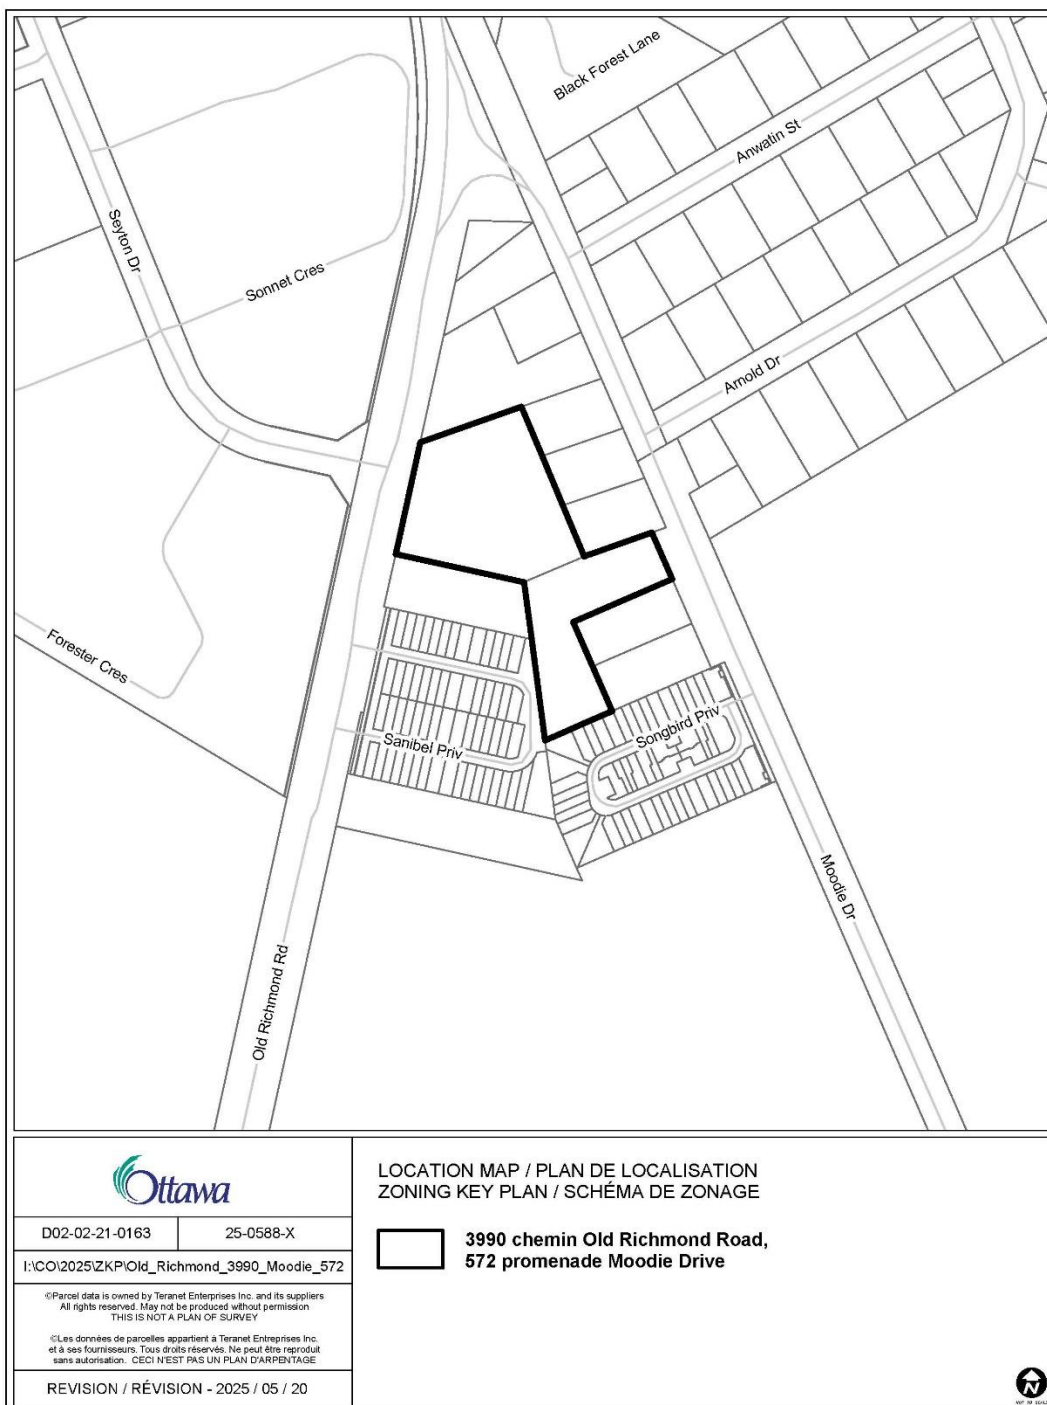 Black Forest Lane
Anwatin St
Seyton Dr
Sonnet Cres
Arnold Dr
Forester Cres
Sanibel Priv
Songbird Priv
Moodie Dr
Old Richmond Rd
Ottawa
D02-02-21-0163
25-0588-X
I:\CO\2025\ZKP\Old_Richmond_3990_Moodie_572
©Parcel data is owned by Teranet Enterprises Inc. and its suppliers
All rights reserved. May not be produced without permission
THIS IS NOT A PLAN OF SURVEY
©Les données de parcelles appartient à Teranet Entreprises Inc.
et à ses fournisseurs. Tous droits réservés. Ne peut être reproduit
sans autorisation. CECI N'EST PAS UN PLAN D'ARPENTAGE
REVISION / RÉVISION - 2025 / 05 / 20
LOCATION MAP / PLAN DE LOCALISATION
ZONING KEY PLAN / SCHÉMA DE ZONAGE
3990 chemin Old Richmond Road,
572 promenade Moodie Drive
N
NOT TO SCALE